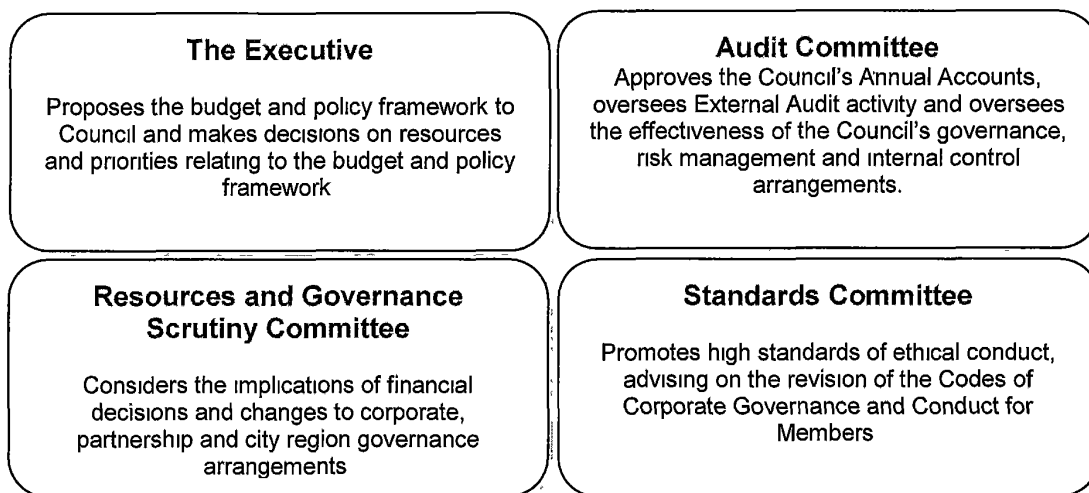 The Executive
Proposes the budget and policy framework to
Council and makes decisions on resources
and priorities relating to the budget and policy
framework
Audit Committee
Approves the Council's Annual Accounts,
oversees External Audit activity and oversees
the effectiveness of the Council's governance,
risk management and internal control
arrangements.
Resources and Governance
Scrutiny Committee
Considers the implications of financial
decisions and changes to corporate,
partnership and city region governance
arrangements
Standards Committee
Promotes high standards of ethical conduct,
advising on the revision of the Codes of
Corporate Governance and Conduct for
Members